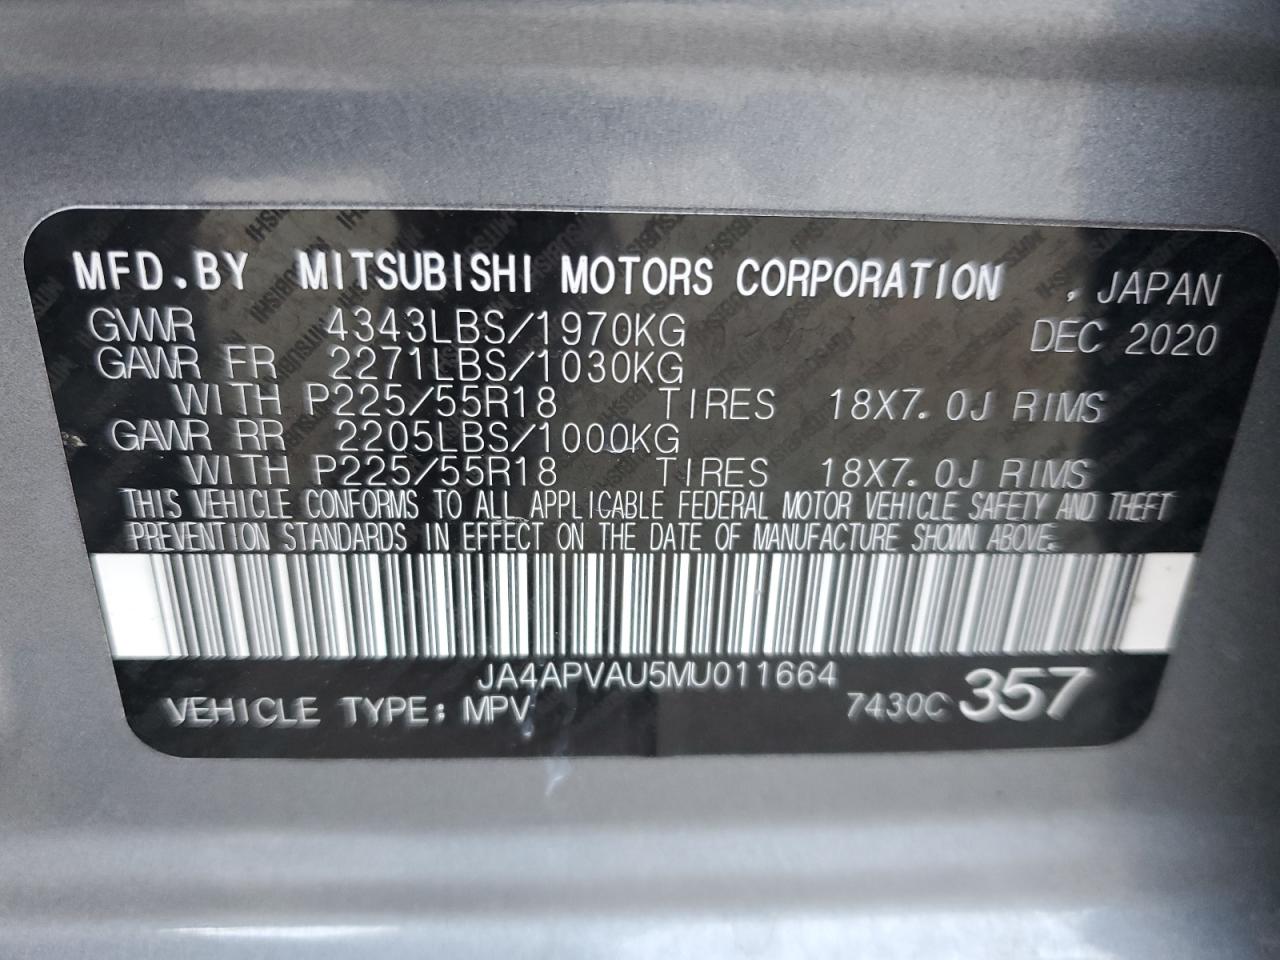 MFD.BY MITSUBISHI MOTORS CORPORATION , JAPAN
GVWR 4343LBS/1970KG DEC 2020
GAWR FR 2271LBS/1030KG
WITH P225/55R18 TIRES 18X7.0J RIMS
GAWR RR 2205LBS/1000KG
WITH P225/55R18 TIRES 18X7.0J RIMS
THIS VEHICLE CONFORMS TO ALL APPLICABLE FEDERAL MOTOR VEHICLE SAFETY AND THEFT
PREVENTION STANDARDS IN EFFECT ON THE DATE OF MANUFACTURE SHOWN ABOVE.
JA4APVAU5MU011664
VEHICLE TYPE: MPV 7430C 357